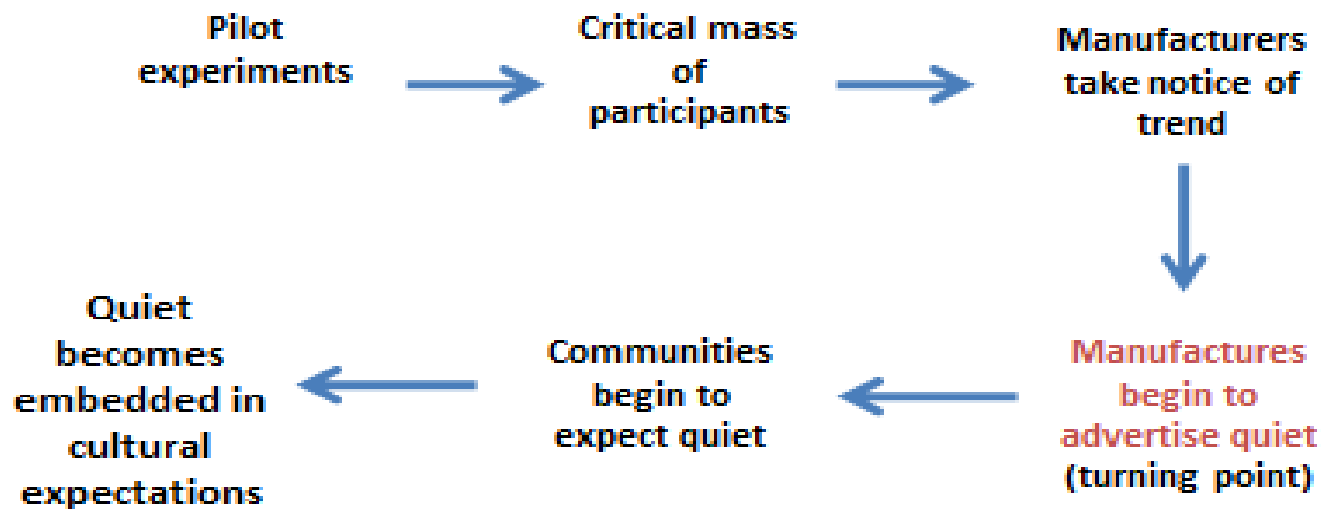 Pilot
experiments
Critical mass
of
participants
Manufacturers
take notice of
trend
Manufactures
begin to
advertise quiet
(turning point)
Communities
begin to
expect quiet
Quiet
becomes
embedded in
cultural
expectations